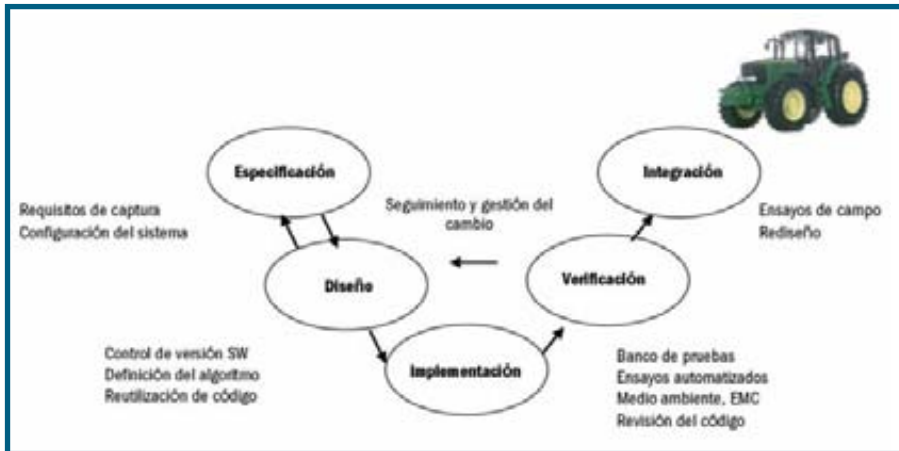 Especificación
Integración
Requisitos de captura
Configuración del sistema
Seguimiento y gestión del
cambio
Ensayos de campo
Rediseño
Diseño
Verificación
Control de versión SW
Definición del algoritmo
Reutilización de código
Implementación
Banco de pruebas
Ensayos automatizados
Medio ambiente, EMC
Revisión del código